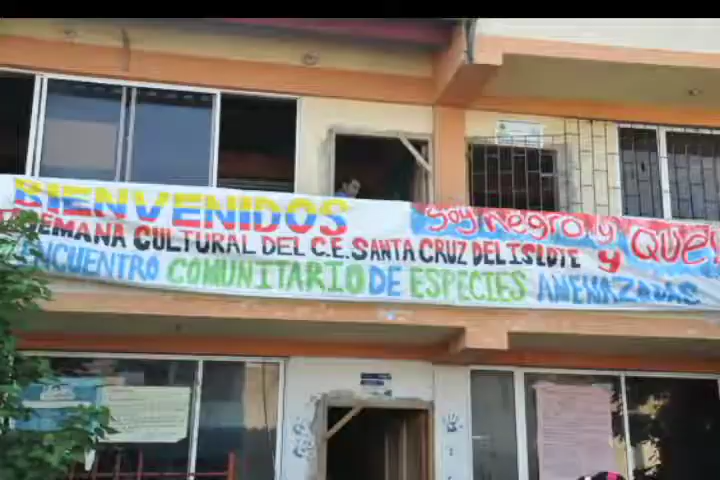 BIENVENIDOS
SEMANA CULTURAL DEL C.E. SANTA CRUZ DEL ISLOTE Y
ENCUENTRO COMUNITARIO DE ESPECIES AMENAZADAS
Soy negro y
QUE!